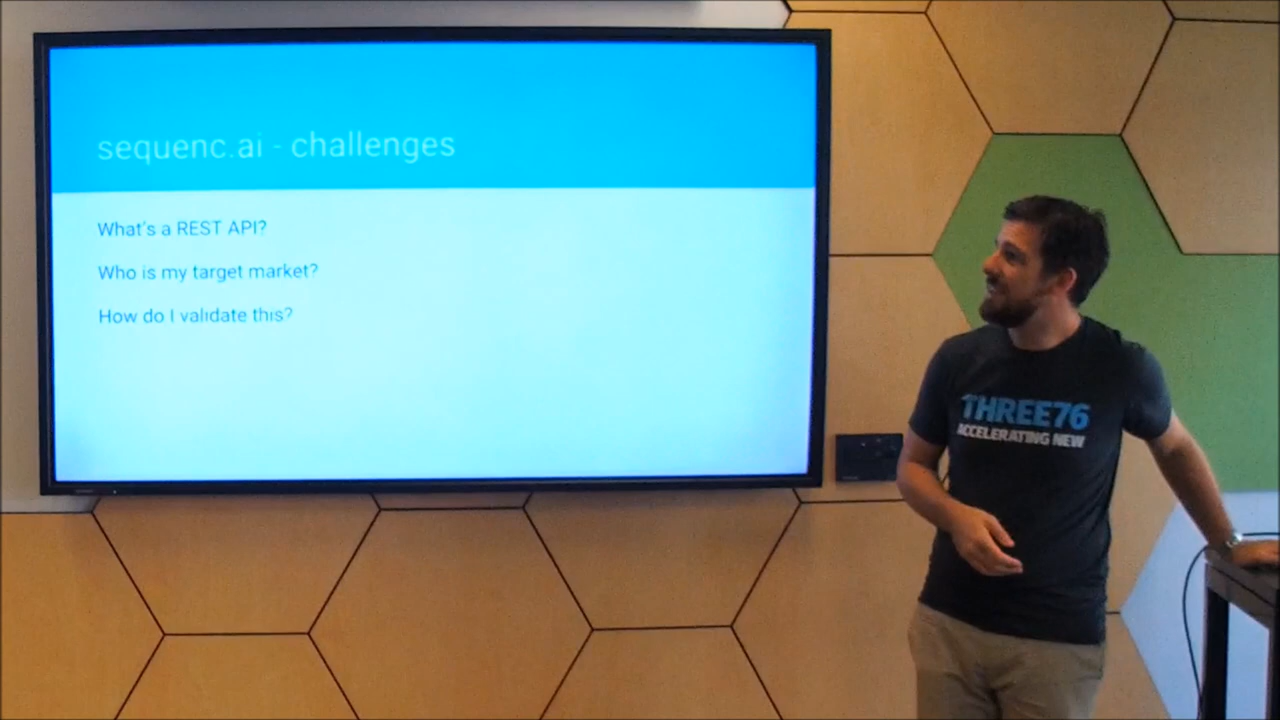 sequenc.ai - challenges
What's a REST API?
Who is my target market?
How do I validate this?
THREE76
ACCELERATING NEW